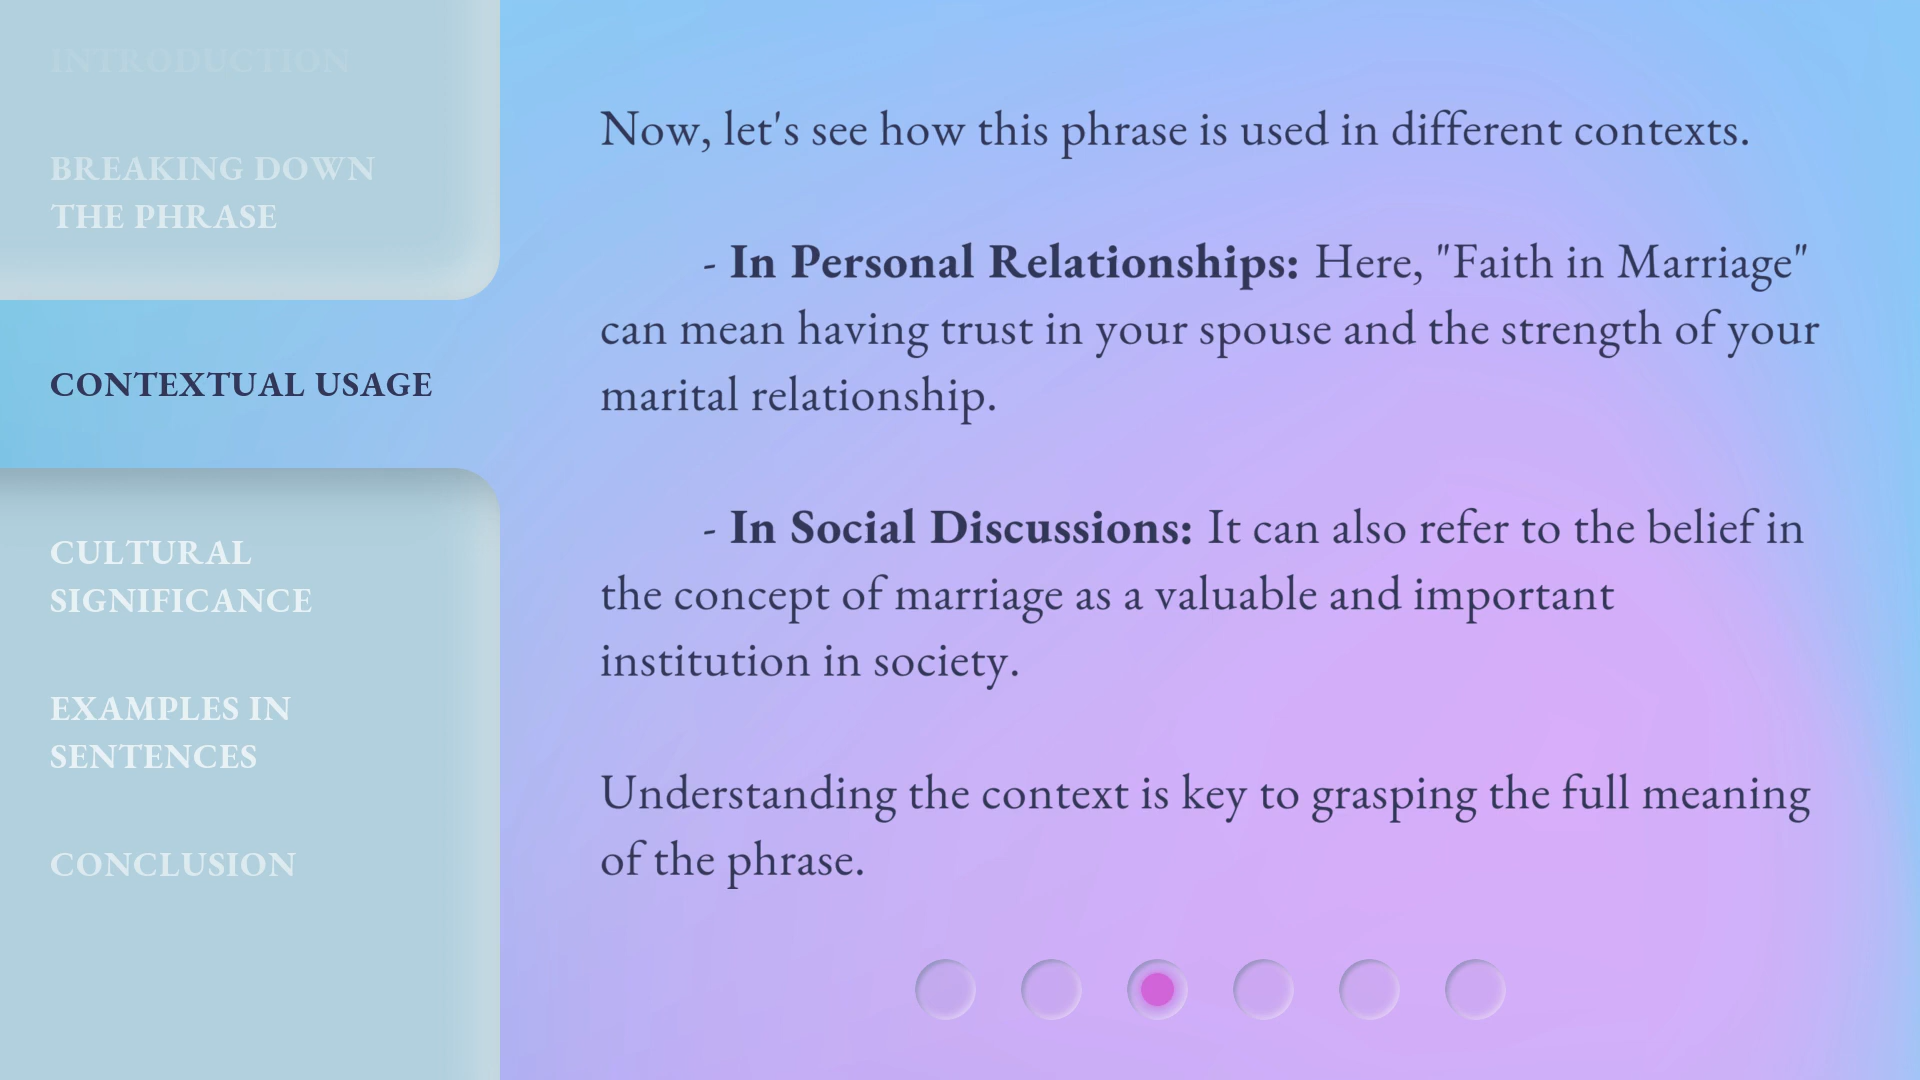 INTRODUCTION
BREAKING DOWN
THE PHRASE
CONTEXTUAL USAGE
CULTURAL
SIGNIFICANCE
EXAMPLES IN
SENTENCES
CONCLUSION
Now, let's see how this phrase is used in different contexts.
- In Personal Relationships: Here, "Faith in Marriage"
can mean having trust in your spouse and the strength of your
marital relationship.
- In Social Discussions: It can also refer to the belief in
the concept of marriage as a valuable and important
institution in society.
Understanding the context is key to grasping the full meaning
of the phrase.